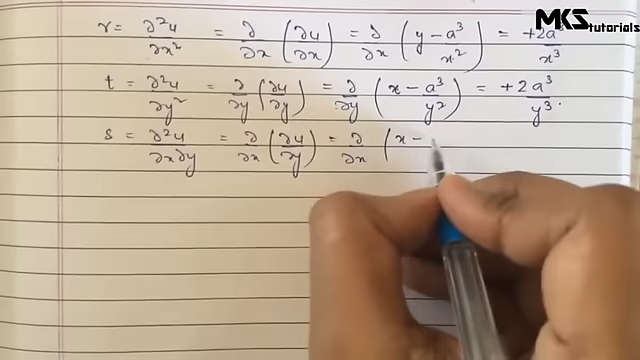 MKS tutorials
r = ∂²u/∂x² = ∂/∂x (∂u/∂x) = ∂/∂x (y - a³/x²) = +2a³/x³
t = ∂²u/∂y² = ∂/∂y (∂u/∂y) = ∂/∂y (x - a³/y²) = +2a³/y³.
s = ∂²u/∂x∂y = ∂/∂x (∂u/∂y) = ∂/∂x (x -